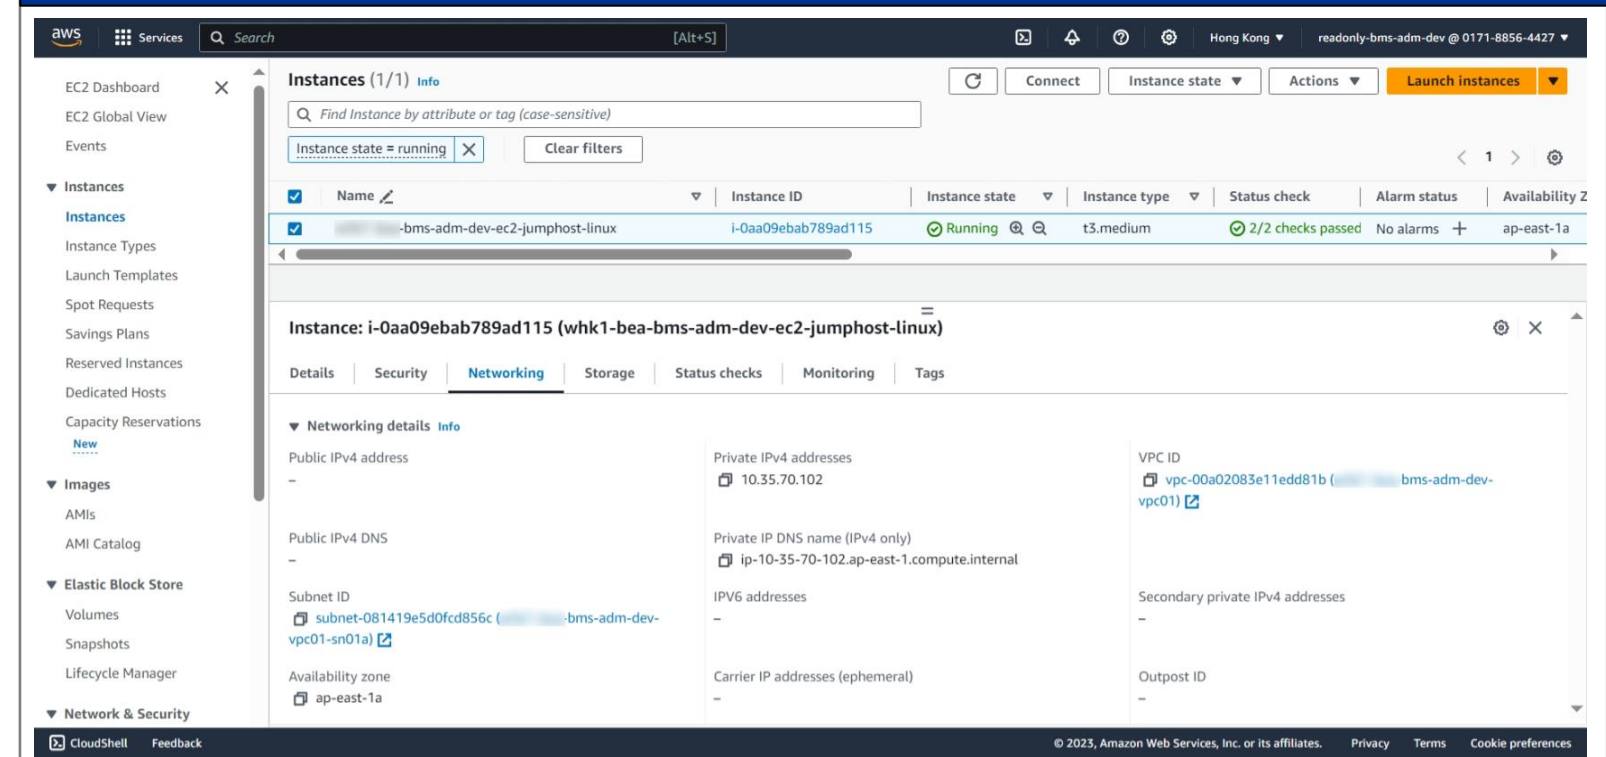 aws Services Search [Alt+S] Hong Kong ▼ readonly-bms-adm-dev @ 0171-8856-4427 ▼
EC2 Dashboard
EC2 Global View
Events
▼ Instances
Instances
Instance Types
Launch Templates
Spot Requests
Savings Plans
Reserved Instances
Dedicated Hosts
Capacity Reservations
New
▼ Images
AMIs
AMI Catalog
▼ Elastic Block Store
Volumes
Snapshots
Lifecycle Manager
▼ Network & Security
Instances (1/1) Info Connect Instance state ▼ Actions ▼ Launch instances ▼
Find Instance by attribute or tag (case-sensitive)
Instance state = running Clear filters
1
Name Instance ID Instance state Instance type Status check Alarm status Availability Z
-bms-adm-dev-ec2-jumphost-linux i-0aa09ebab789ad115 Running t3.medium 2/2 checks passed No alarms + ap-east-1a
Instance: i-0aa09ebab789ad115 (whk1-bea-bms-adm-dev-ec2-jumphost-linux)
Details Security Networking Storage Status checks Monitoring Tags
▼ Networking details Info
Public IPv4 address
–
Private IPv4 addresses
10.35.70.102
VPC ID
vpc-00a02083e11edd81b ( bms-adm-dev-
vpc01)
Public IPv4 DNS
–
Private IP DNS name (IPv4 only)
ip-10-35-70-102.ap-east-1.compute.internal
Subnet ID
subnet-081419e5d0fcd856c ( -bms-adm-dev-
vpc01-sn01a)
IPV6 addresses
–
Secondary private IPv4 addresses
–
Availability zone
ap-east-1a
Carrier IP addresses (ephemeral)
–
Outpost ID
–
CloudShell Feedback © 2023, Amazon Web Services, Inc. or its affiliates. Privacy Terms Cookie preferences